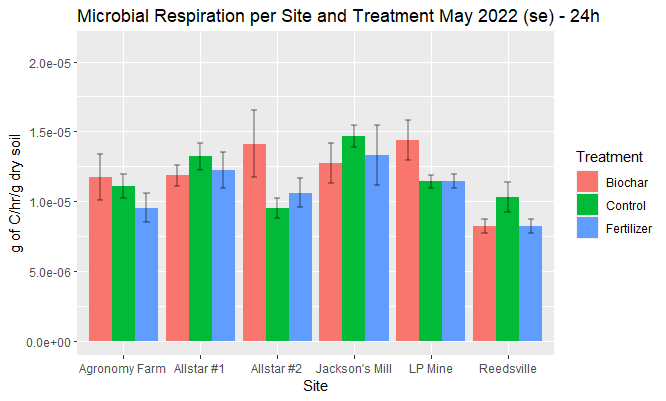 Microbial Respiration per Site and Treatment May 2022 (se) - 24h
g of C/hr/g dry soil
2.0e-05
1.5e-05
1.0e-05
5.0e-06
0.0e+00
Agronomy Farm Allstar #1 Allstar #2 Jackson's Mill LP Mine Reedsville
Site
Treatment
Biochar
Control
Fertilizer